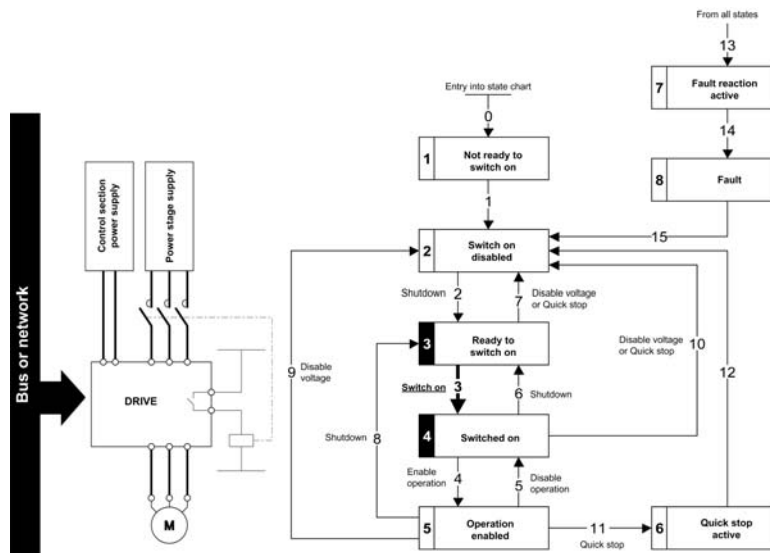 Bus or network
Control section
power supply
Power stage supply
DRIVE
M
From all states
13
7
Fault reaction
active
14
8
Fault
15
Entry into state chart
0
1
Not ready to
switch on
1
2
Switch on
disabled
Shutdown
2
7
Disable voltage
or Quick stop
3
Ready to
switch on
Switch on
3
6
Shutdown
4
Switched on
Enable
operation
4
5
Disable
operation
5
Operation
enabled
9
Disable
voltage
Shutdown
8
Disable voltage
or Quick stop
10
12
11
Quick stop
6
Quick stop
active